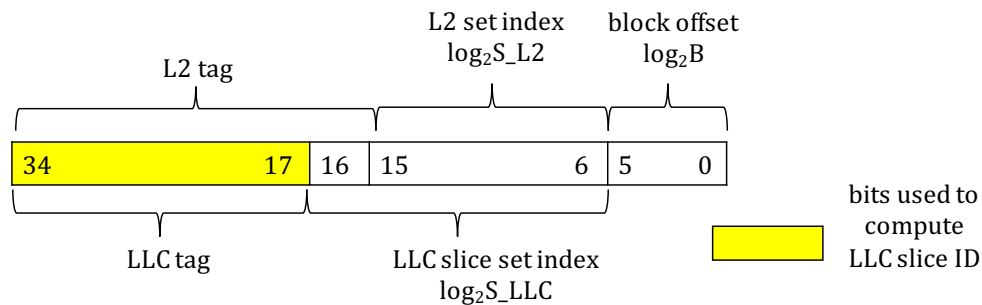 L2 set index
log₂S_L2
block offset
log₂B
L2 tag
34 17 16 15 6 5 0
LLC tag
LLC slice set index
log₂S_LLC
bits used to
compute
LLC slice ID